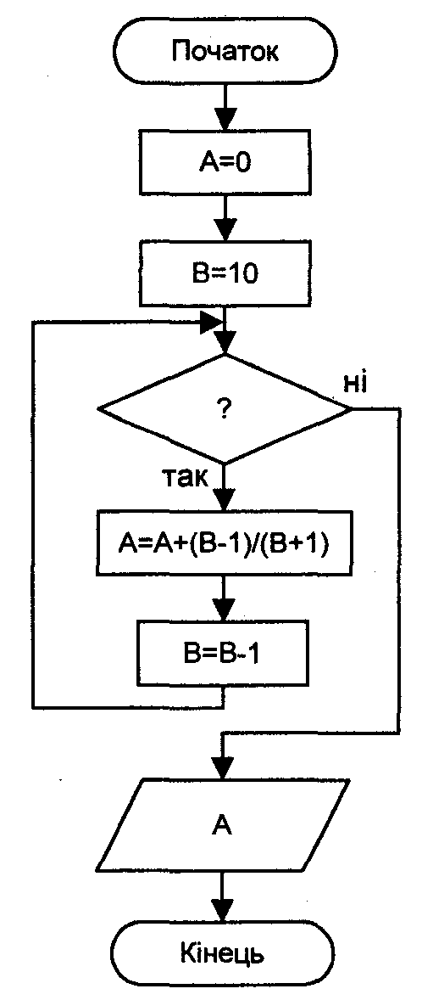 Початок
A=0
B=10
?
ні
так
A=A+(B-1)/(B+1)
B=B-1
A
Кінець